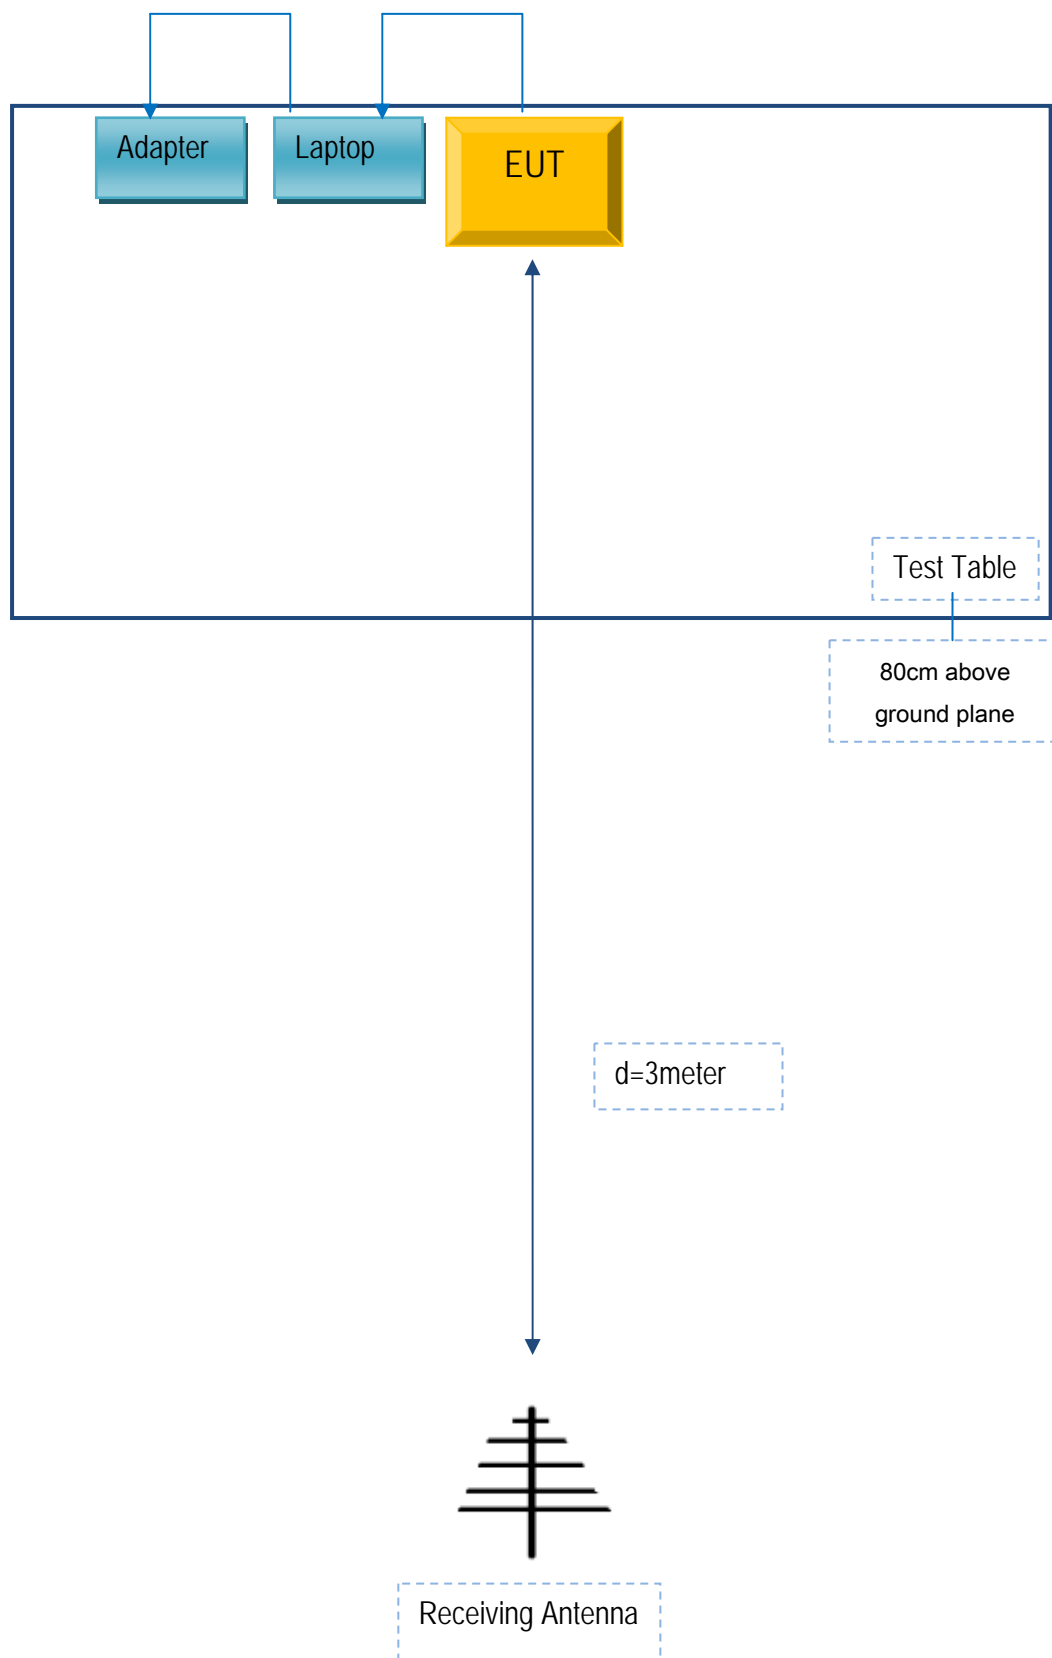 Adapter
Laptop
EUT
Test Table
80cm above
ground plane
d=3meter
Receiving Antenna